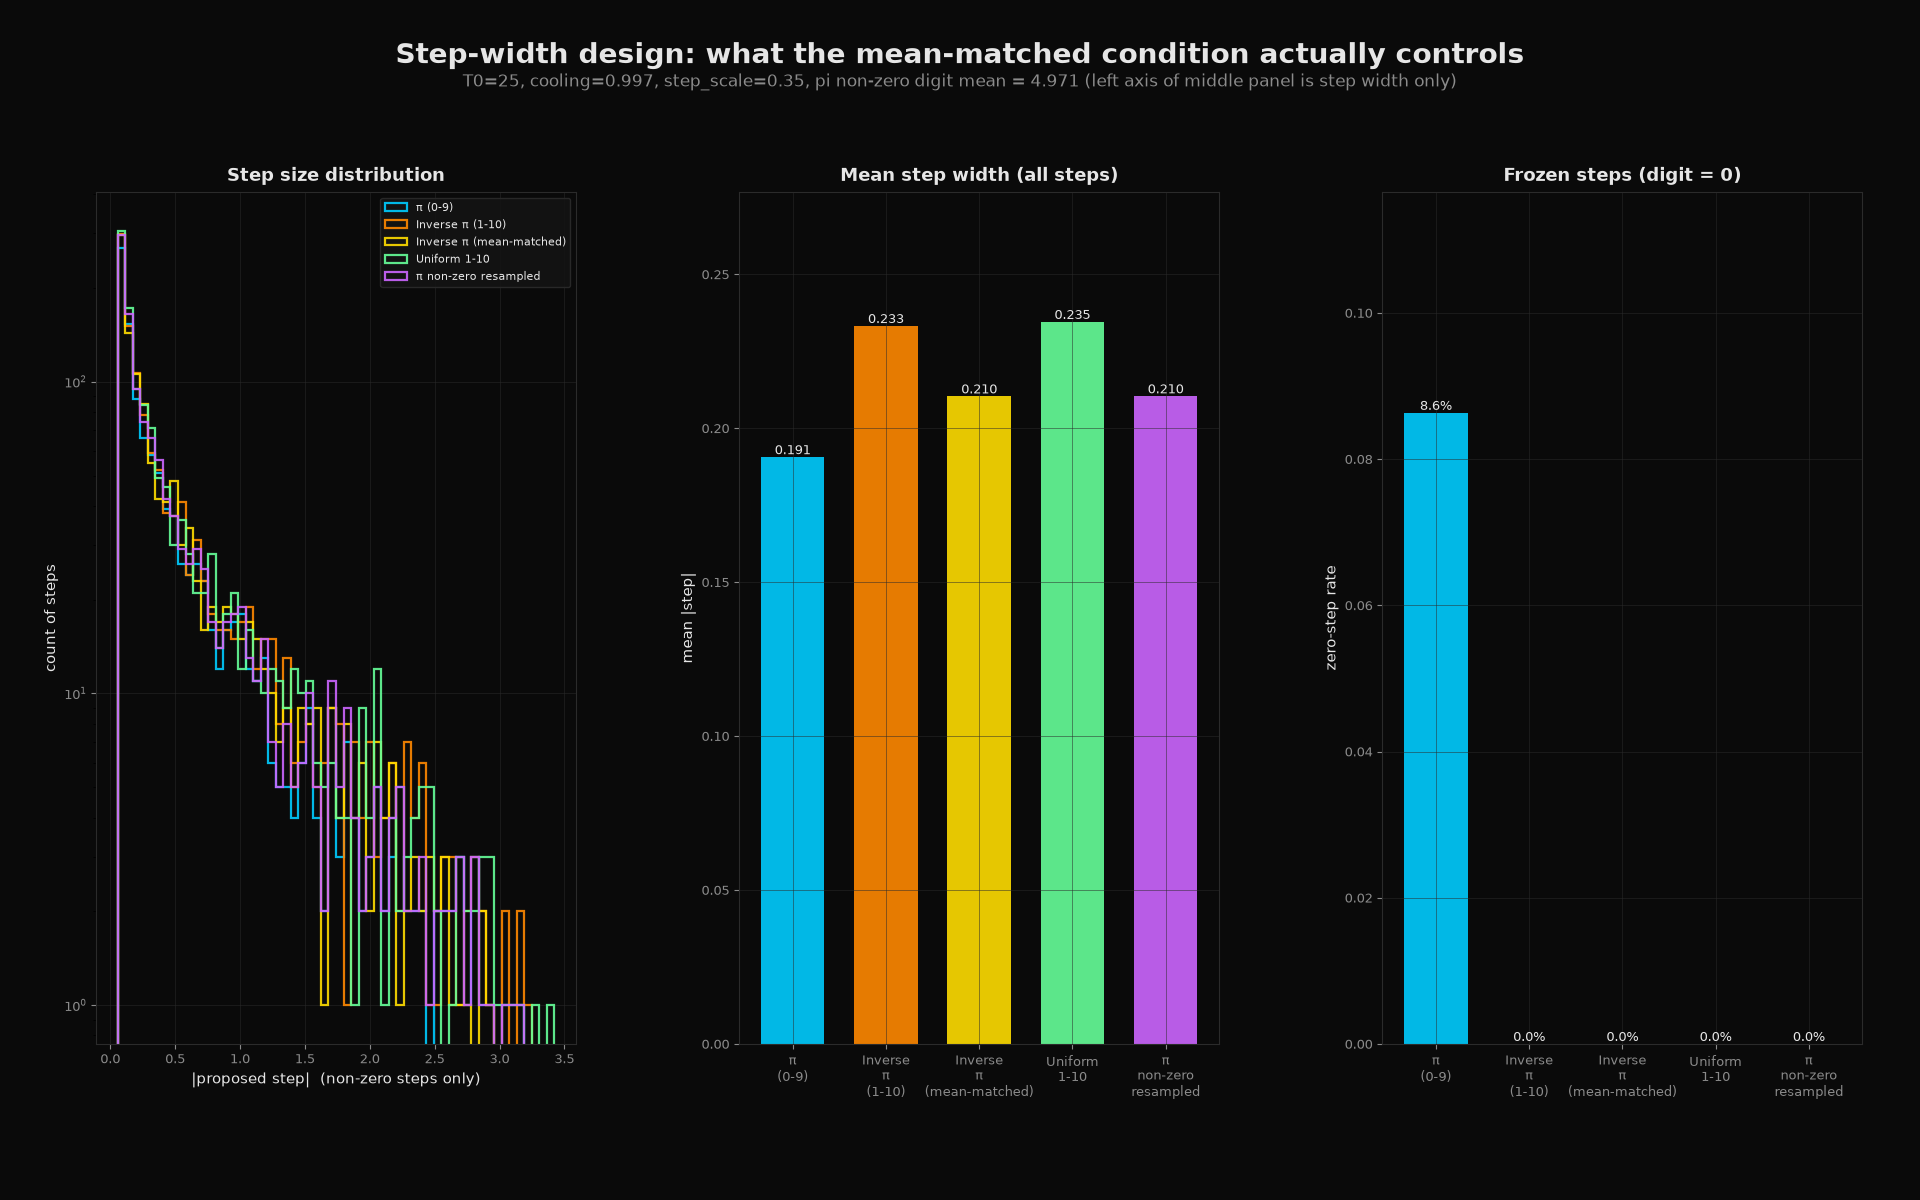 Step-width design: what the mean-matched condition actually controls
T0=25, cooling=0.997, step_scale=0.35, pi non-zero digit mean = 4.971 (left axis of middle panel is step width only)
Step size distribution
π (0-9)
Inverse π (1-10)
Inverse π (mean-matched)
Uniform 1-10
π non-zero resampled
count of steps
10²
10¹
10⁰
0.0 0.5 1.0 1.5 2.0 2.5 3.0 3.5
|proposed step|  (non-zero steps only)
Mean step width (all steps)
mean |step|
0.25
0.20
0.15
0.10
0.05
0.00
0.191
0.233
0.210
0.235
0.210
π
(0-9)
Inverse
π
(1-10)
Inverse
π
(mean-matched)
Uniform
1-10
π
non-zero
resampled
Frozen steps (digit = 0)
zero-step rate
0.10
0.08
0.06
0.04
0.02
0.00
8.6%
0.0%
0.0%
0.0%
0.0%
π
(0-9)
Inverse
π
(1-10)
Inverse
π
(mean-matched)
Uniform
1-10
π
non-zero
resampled